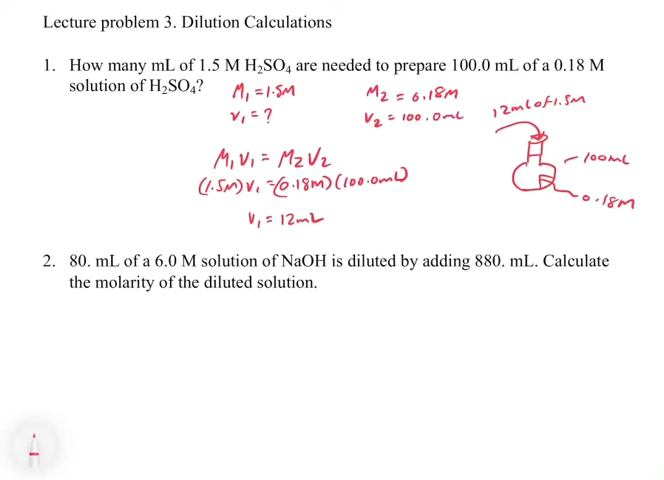 Lecture problem 3. Dilution Calculations
1. How many mL of 1.5 M H₂SO₄ are needed to prepare 100.0 mL of a 0.18 M
solution of H₂SO₄?
M₁ = 1.5M
M₂ = 0.18M
V₁ = ?
V₂ = 100.0mL
12mL of 1.5M
M₁V₁ = M₂V₂
100mL
(1.5M)V₁ = (0.18M)(100.0mL)
0.18M
V₁ = 12mL
2. 80. mL of a 6.0 M solution of NaOH is diluted by adding 880. mL. Calculate
the molarity of the diluted solution.